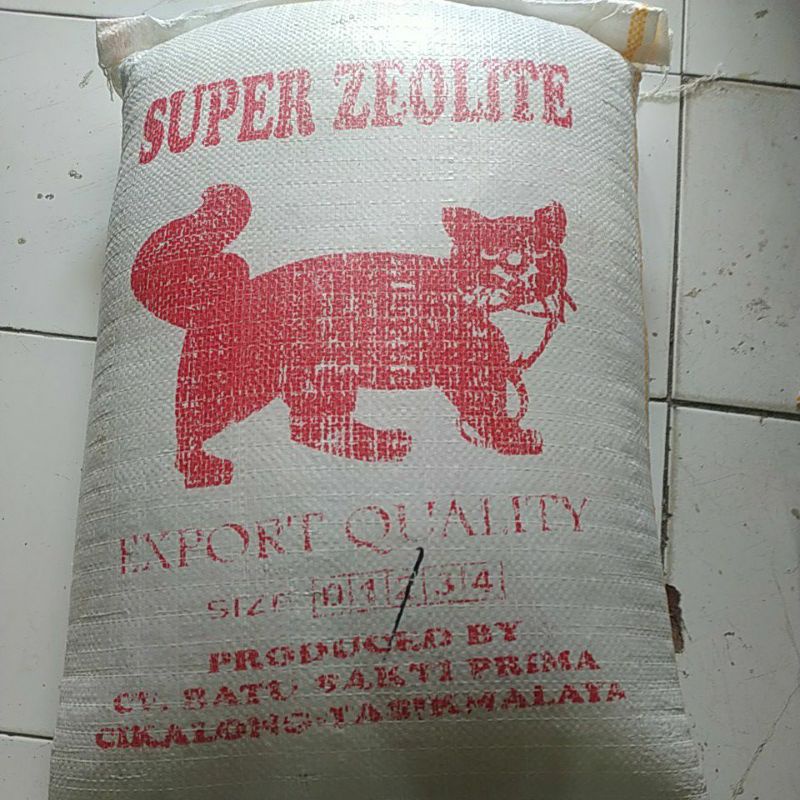 SUPER ZEOLITE
EXPORT QUALITY
SIZE 0 1 2 3 4
PRODUCED BY
CV. BATU SAKTI PRIMA
CIKALONG-TASIKMALAYA